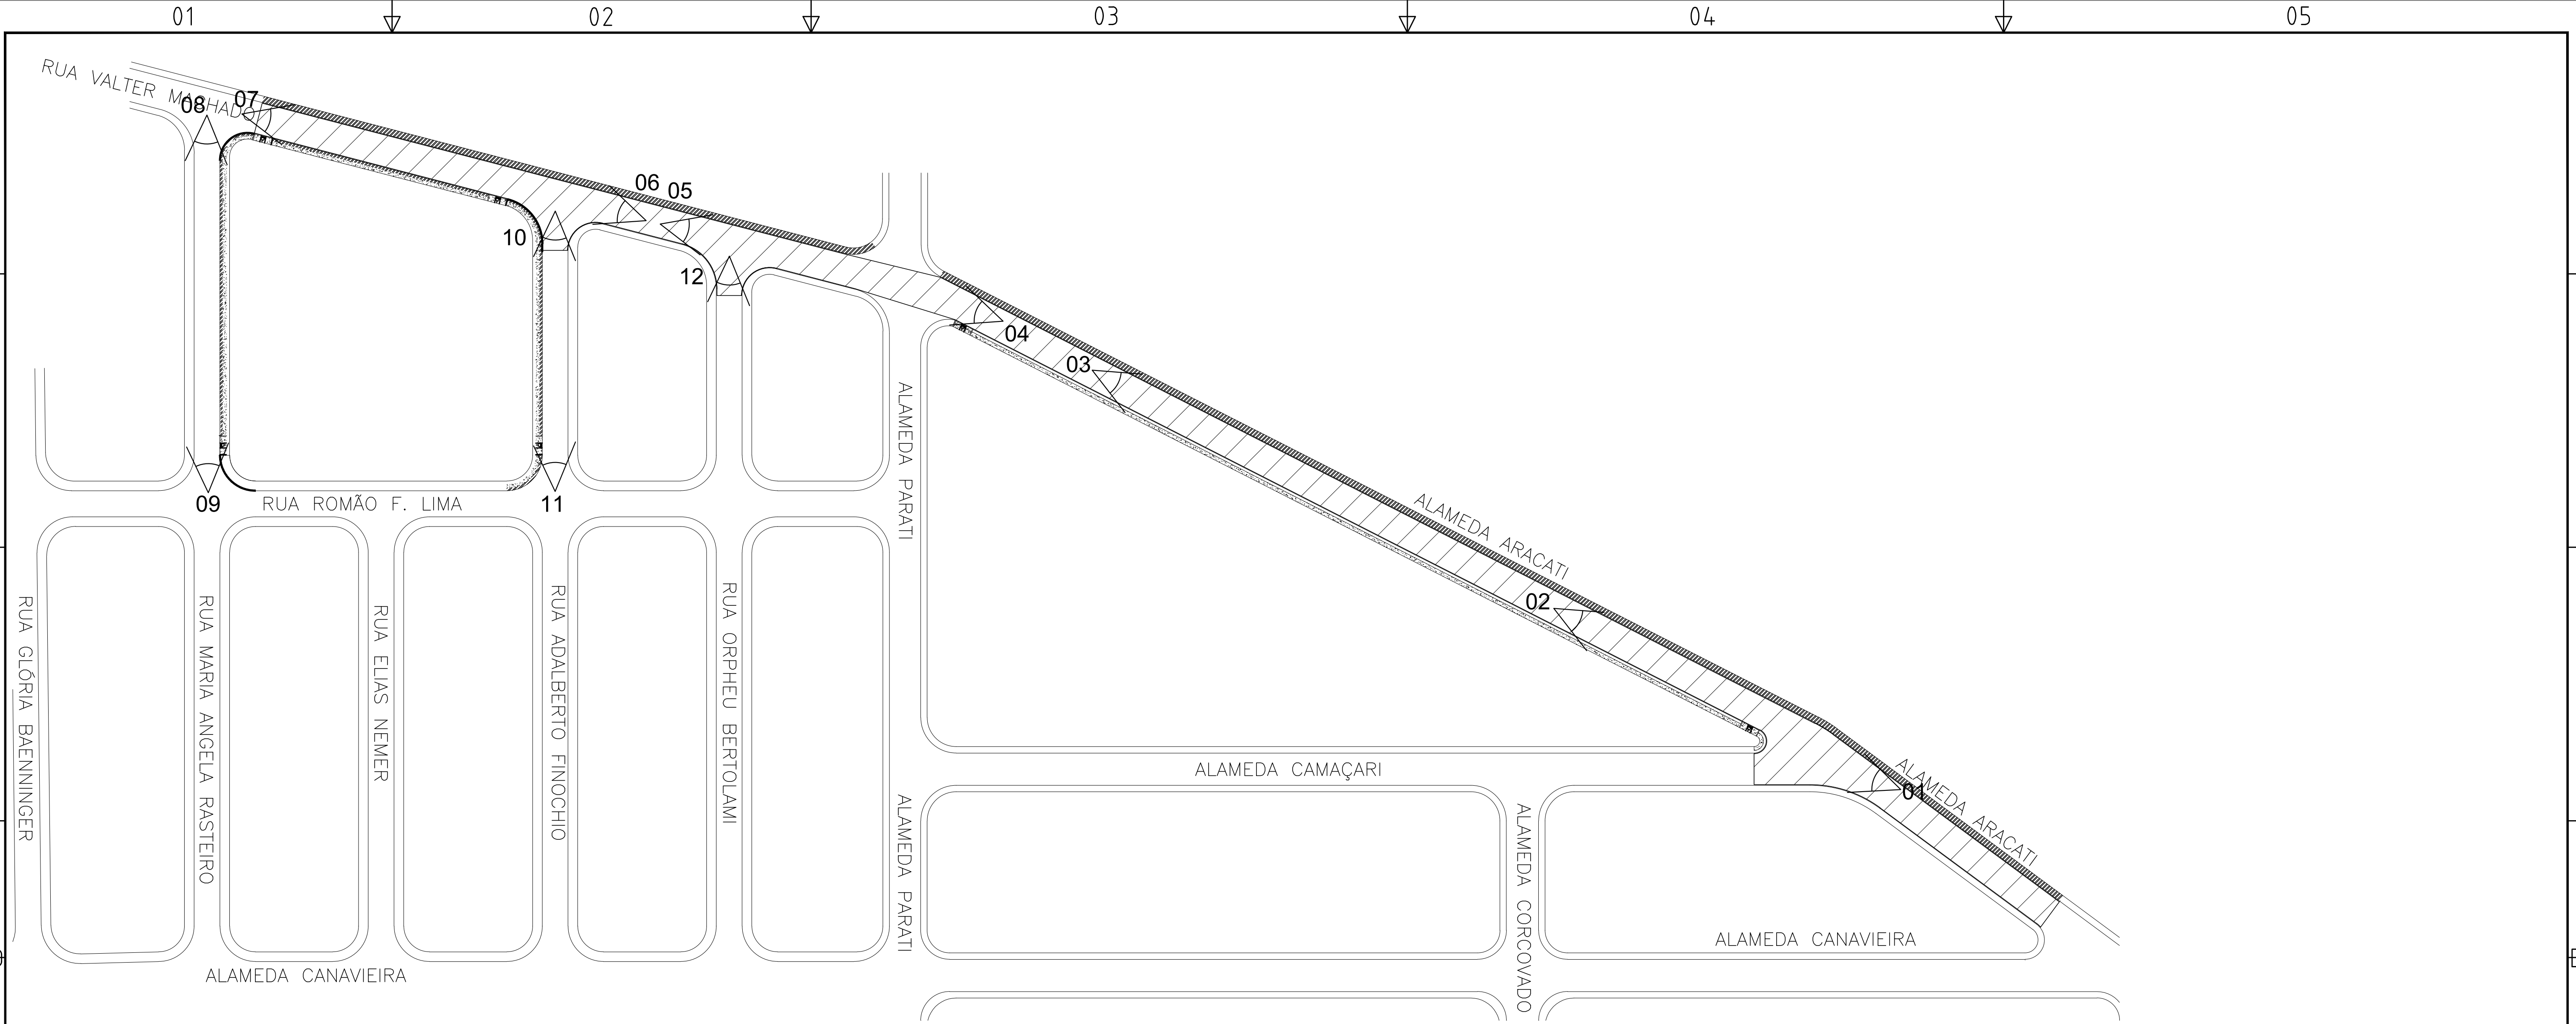 01
02
03
04
05
RUA VALTER MACHADO
08
07
06
05
10
12
04
03
09
RUA ROMÃO F. LIMA
11
ALAMEDA PARATI
ALAMEDA ARACATI
02
RUA GLÓRIA BAENNINGER
RUA MARIA ANGELA RASTEIRO
RUA ELIAS NEMER
RUA ADALBERTO FINOCHIO
RUA ORPHEU BERTOLAMI
ALAMEDA CAMAÇARI
ALAMEDA ARACATI
01
ALAMEDA PARATI
ALAMEDA CORCOVADO
ALAMEDA CANAVIEIRA
ALAMEDA CANAVIEIRA